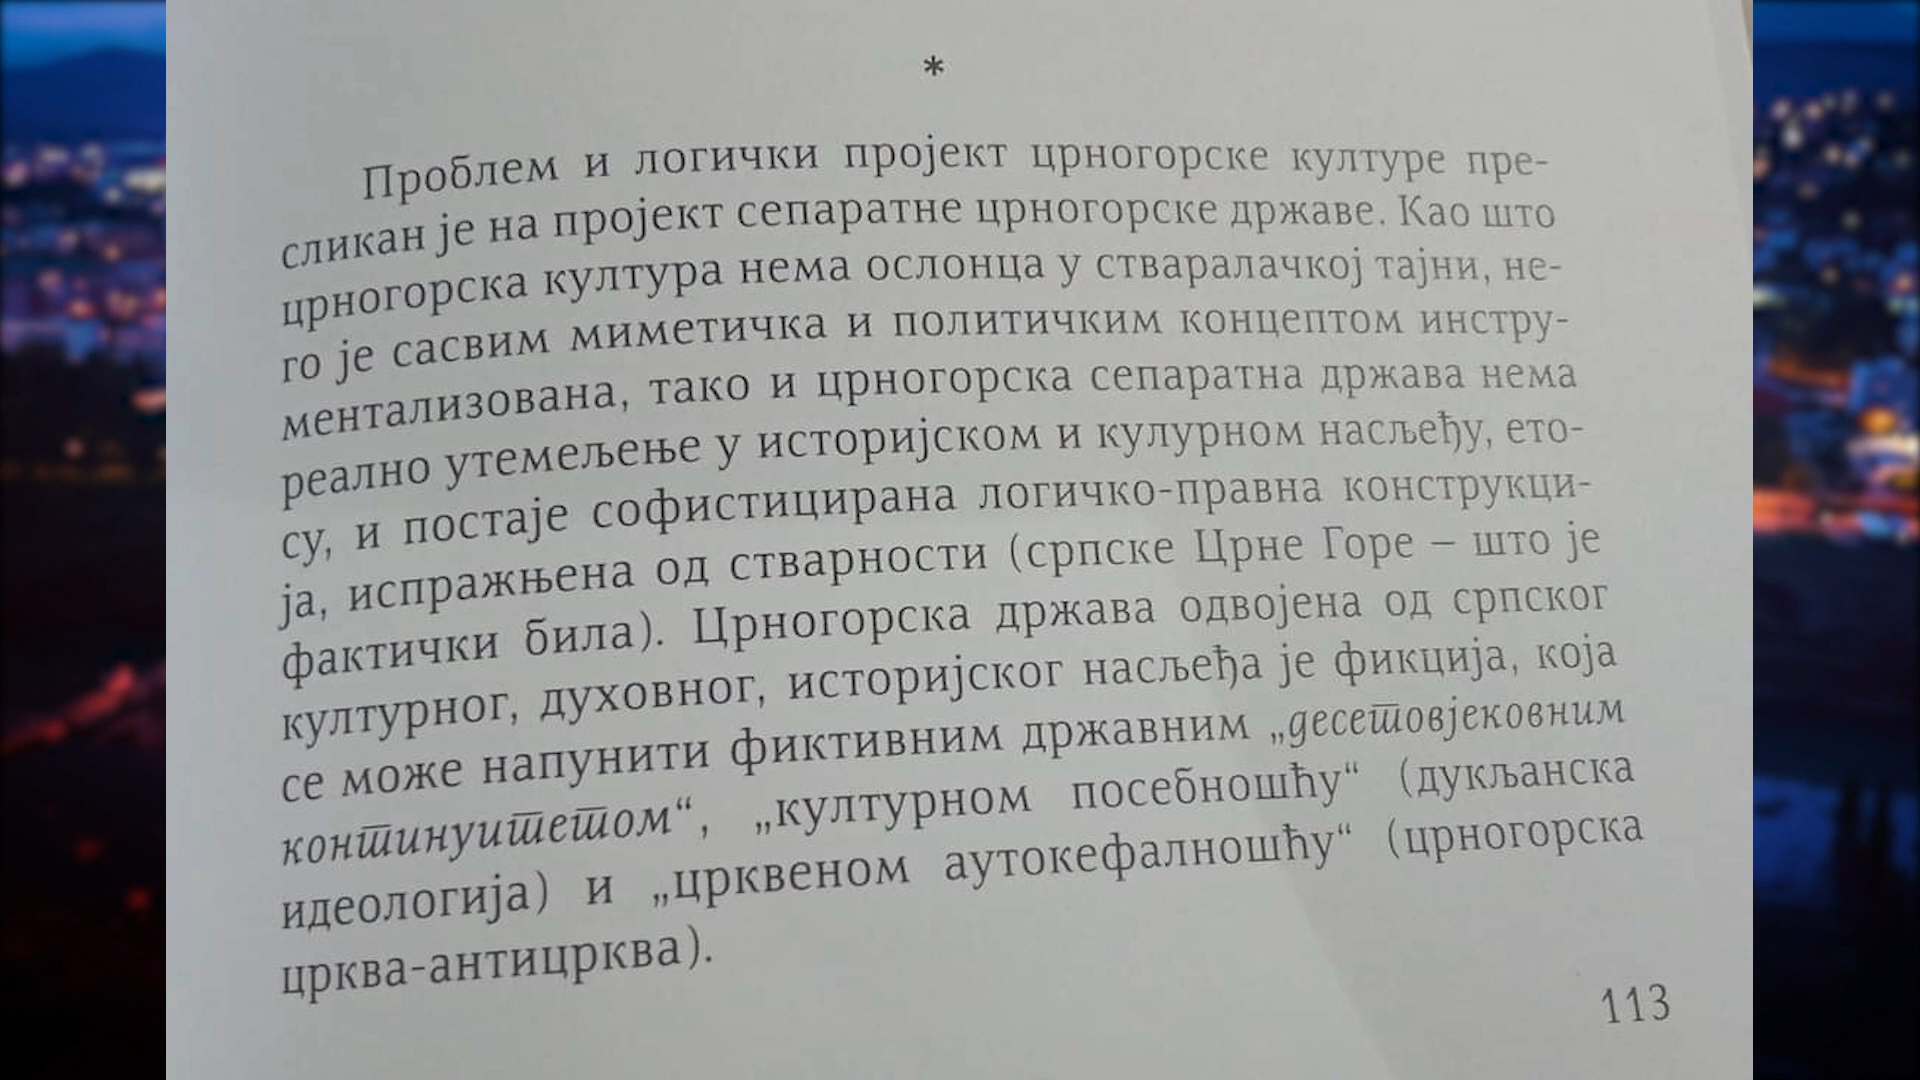 *
Проблем и логички пројект црногорске културе пре-
сликан је на пројект сепаратне црногорске државе. Као што
црногорска култура нема ослонца у стваралачкој тајни, не-
го је сасвим миметичка и политичким концептом инстру-
ментализована, тако и црногорска сепаратна држава нема
реално утемељење у историјском и кулурном насљеђу, ето-
су, и постаје софистицирана логичко-правна конструкци-
ја, испражњена од стварности (српске Црне Горе – што је
фактички била). Црногорска држава одвојена од српског
културног, духовног, историјског насљеђа је фикција, која
се може напунити фиктивним државним „десетовјековним
континуитетом“, „културном посебношћу“ (дукљанска
идеологија) и „црквеном аутокефалношћу“ (црногорска
црква-антицрква).
113